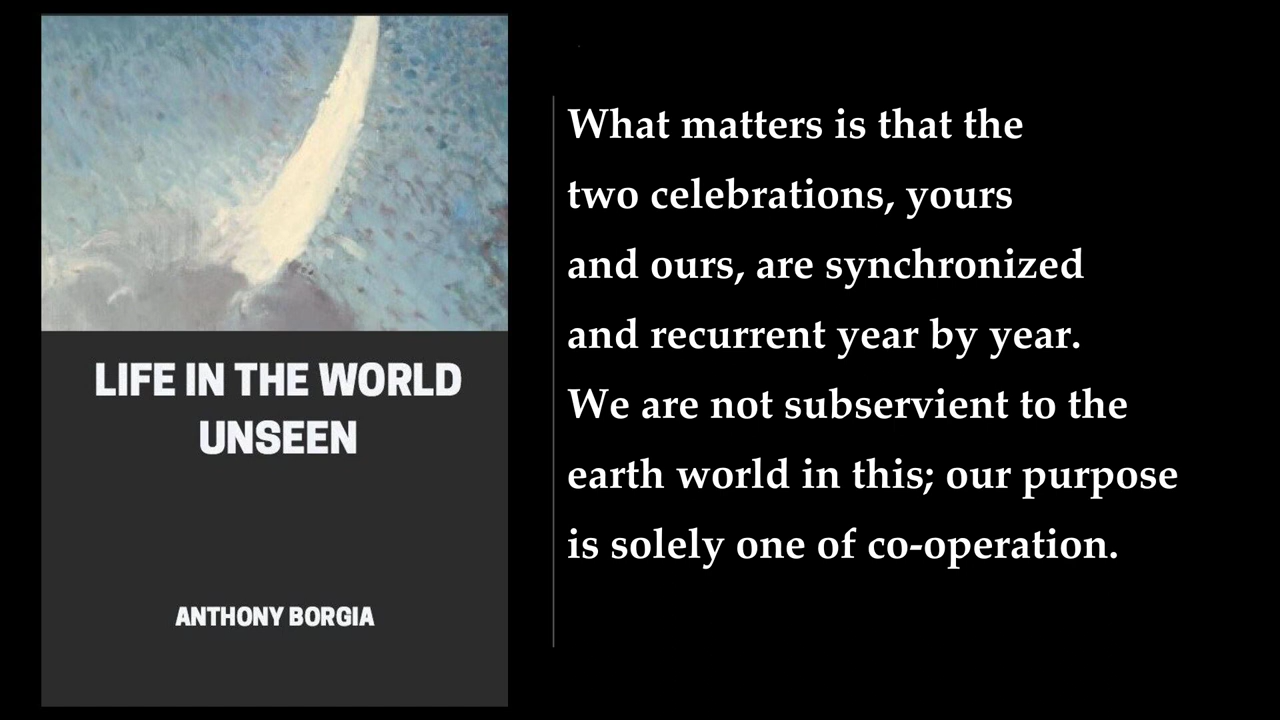 LIFE IN THE WORLD
UNSEEN
ANTHONY BORGIA
What matters is that the
two celebrations, yours
and ours, are synchronized
and recurrent year by year.
We are not subservient to the
earth world in this; our purpose
is solely one of co-operation.